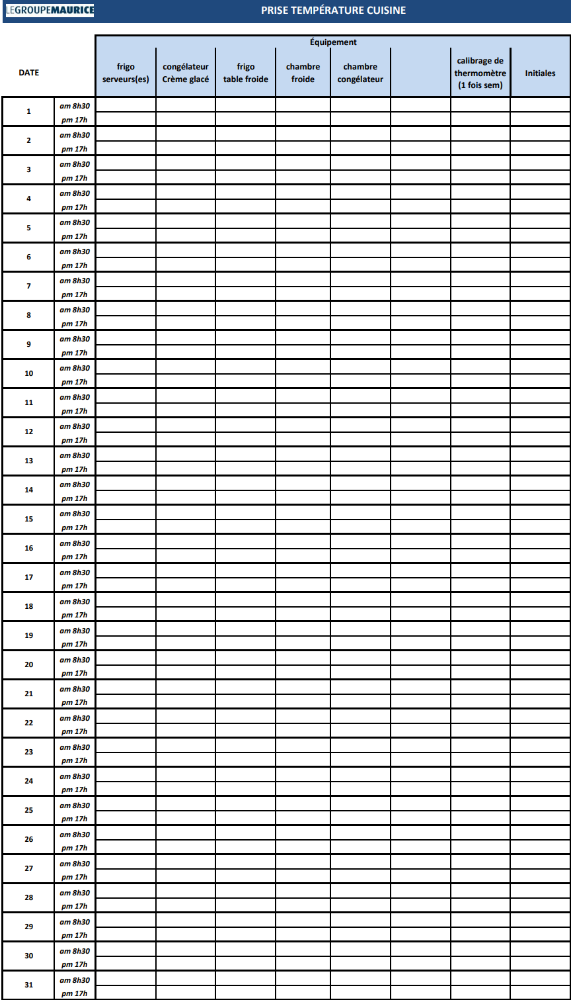 LEGROUPEMAURICE
PRISE TEMPÉRATURE CUISINE
Équipement
DATE
frigo serveurs(es)
congélateur Crème glacé
frigo table froide
chambre froide
chambre congélateur
calibrage de thermomètre (1 fois sem)
Initiales
1
am 8h30
pm 17h
2
am 8h30
pm 17h
3
am 8h30
pm 17h
4
am 8h30
pm 17h
5
am 8h30
pm 17h
6
am 8h30
pm 17h
7
am 8h30
pm 17h
8
am 8h30
pm 17h
9
am 8h30
pm 17h
10
am 8h30
pm 17h
11
am 8h30
pm 17h
12
am 8h30
pm 17h
13
am 8h30
pm 17h
14
am 8h30
pm 17h
15
am 8h30
pm 17h
16
am 8h30
pm 17h
17
am 8h30
pm 17h
18
am 8h30
pm 17h
19
am 8h30
pm 17h
20
am 8h30
pm 17h
21
am 8h30
pm 17h
22
am 8h30
pm 17h
23
am 8h30
pm 17h
24
am 8h30
pm 17h
25
am 8h30
pm 17h
26
am 8h30
pm 17h
27
am 8h30
pm 17h
28
am 8h30
pm 17h
29
am 8h30
pm 17h
30
am 8h30
pm 17h
31
am 8h30
pm 17h